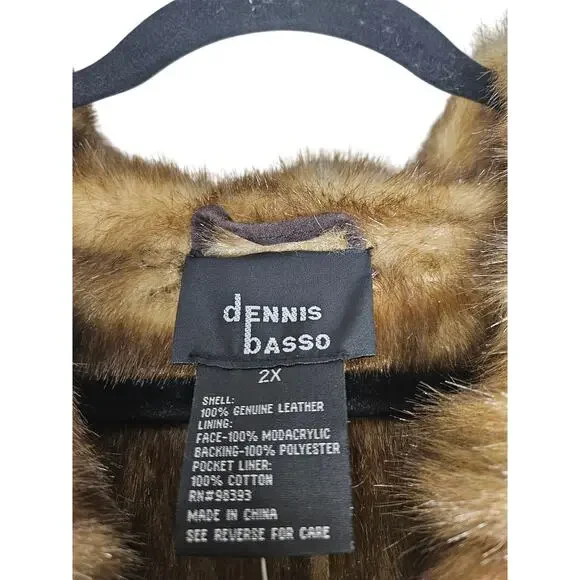 dENNIS
bASSO
2X
SHELL:
100% GENUINE LEATHER
LINING:
FACE-100% MODACRYLIC
BACKING-100% POLYESTER
POCKET LINER:
100% COTTON
RN#98393
MADE IN CHINA
SEE REVERSE FOR CARE